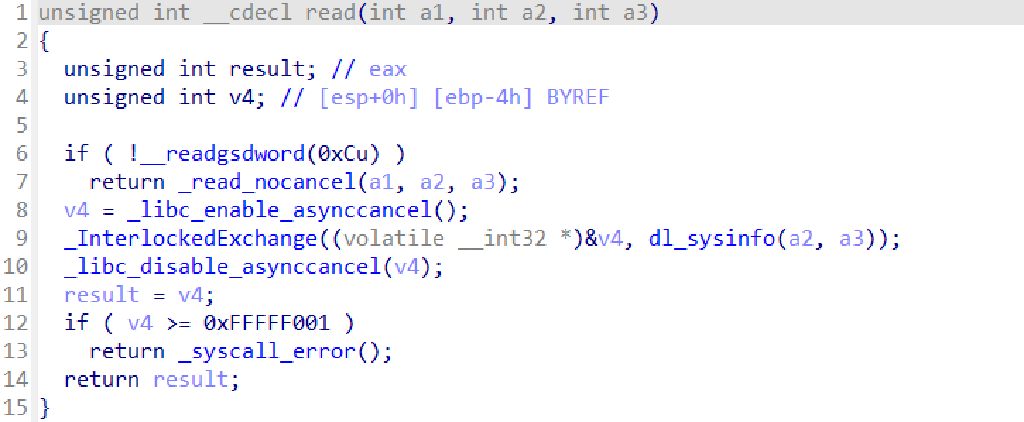 1 unsigned int __cdecl read(int a1, int a2, int a3)
2 {
3   unsigned int result; // eax
4   unsigned int v4; // [esp+0h] [ebp-4h] BYREF
5
6   if ( !__readgsdword(0xCu) )
7     return _read_nocancel(a1, a2, a3);
8   v4 = _libc_enable_asynccancel();
9   _InterlockedExchange((volatile __int32 *)&v4, dl_sysinfo(a2, a3));
10   _libc_disable_asynccancel(v4);
11   result = v4;
12   if ( v4 >= 0xFFFFF001 )
13     return _syscall_error();
14   return result;
15 }